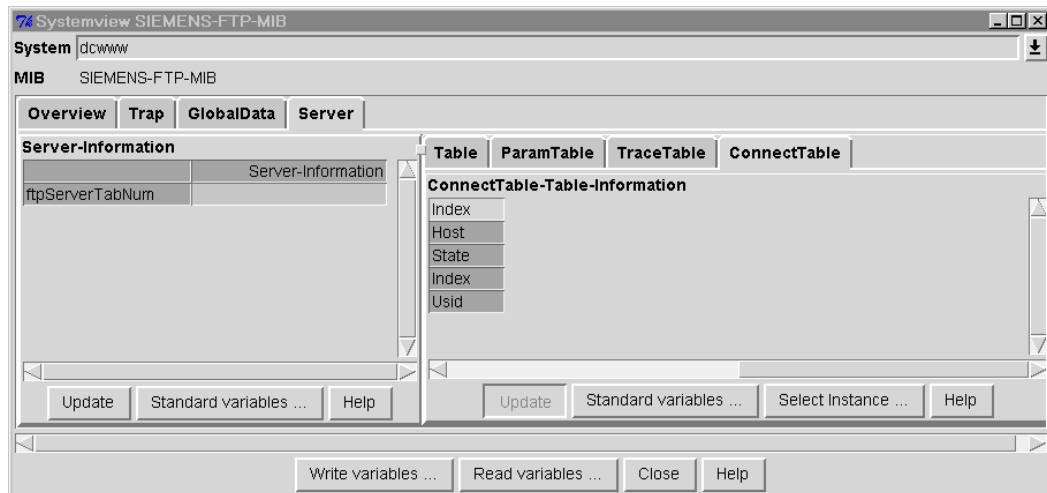 Systemview SIEMENS-FTP-MIB
System dcwww
MIB SIEMENS-FTP-MIB
Overview Trap GlobalData Server
Server-Information
Server-Information
ftpServerTabNum
Update Standard variables ... Help
Table ParamTable TraceTable ConnectTable
ConnectTable-Table-Information
Index
Host
State
Index
Usid
Update Standard variables ... Select Instance ... Help
Write variables ... Read variables ... Close Help